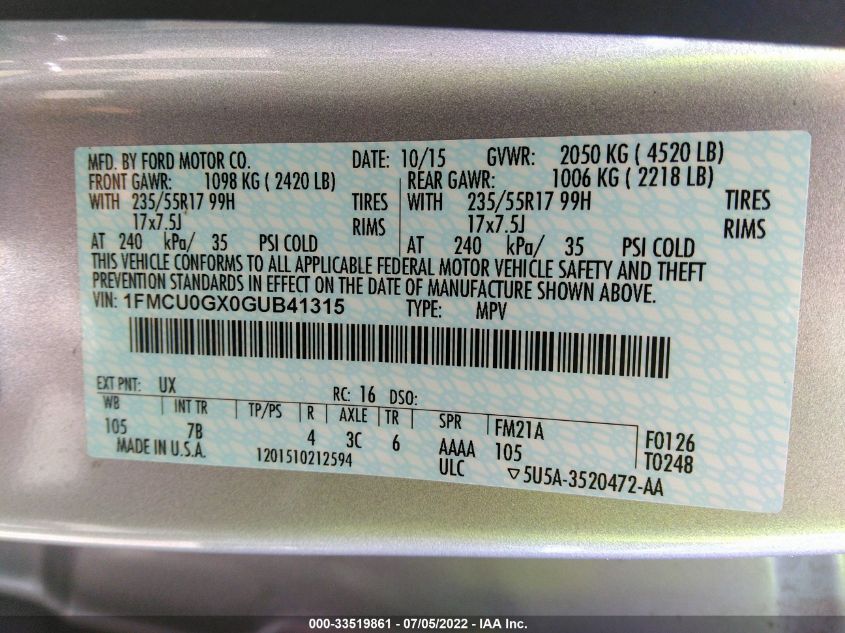 MFD. BY FORD MOTOR CO. DATE: 10/15 GVWR: 2050 KG ( 4520 LB)
FRONT GAWR: 1098 KG ( 2420 LB) REAR GAWR: 1006 KG ( 2218 LB)
WITH 235/55R17 99H TIRES WITH 235/55R17 99H TIRES
17x7.5J RIMS 17x7.5J RIMS
AT 240 kPa/ 35 PSI COLD AT 240 kPa/ 35 PSI COLD
THIS VEHICLE CONFORMS TO ALL APPLICABLE FEDERAL MOTOR VEHICLE SAFETY AND THEFT
PREVENTION STANDARDS IN EFFECT ON THE DATE OF MANUFACTURE SHOWN ABOVE.
VIN: 1FMCU0GX0GUB41315 TYPE: MPV
EXT PNT: UX RC: 16 DSO:
WB INT TR TP/PS R AXLE TR SPR FM21A F0126
105 7B 4 3C 6 AAAA 105 T0248
MADE IN U.S.A. 1201510212594 ULC ▽5U5A-3520472-AA
000-33519861 - 07/05/2022 - IAA Inc.